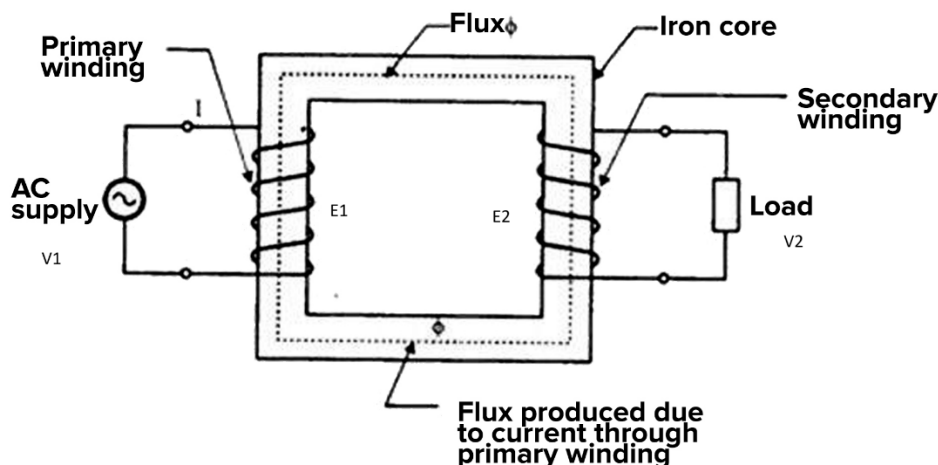 Flux ϕ
Iron core
Primary
winding
Secondary
winding
I
AC
supply
E1
E2
Load
V1
V2
ϕ
Flux produced due
to current through
primary winding